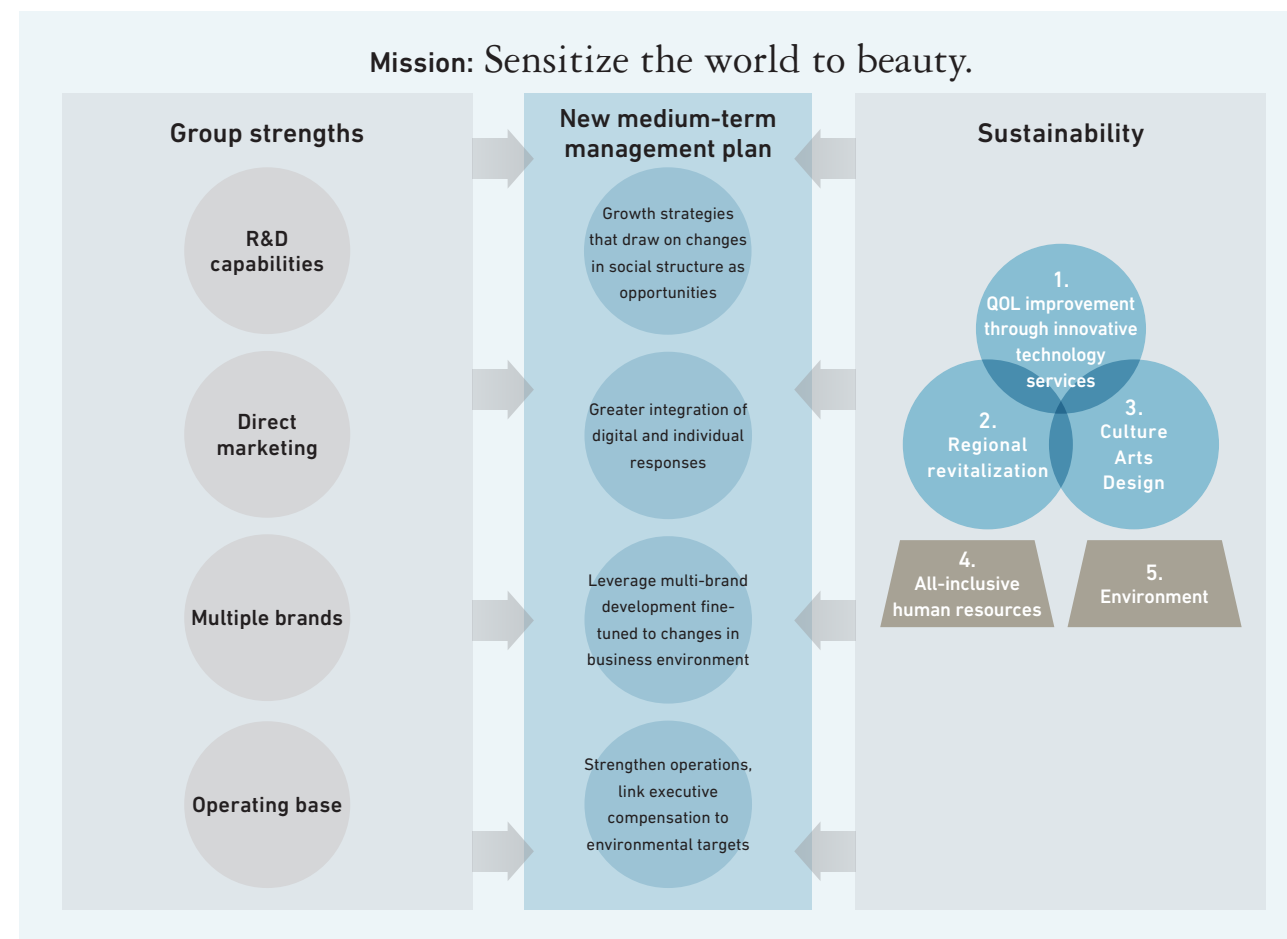 Mission: Sensitize the world to beauty.
Group strengths
R&D
capabilities
Direct
marketing
Multiple brands
Operating base
New medium-term
management plan
Growth strategies
that draw on changes
in social structure as
opportunities
Greater integration of
digital and individual
responses
Leverage multi-brand
development fine-
tuned to changes in
business environment
Strengthen operations,
link executive
compensation to
environmental targets
Sustainability
1.
QOL improvement
through innovative
technology
services
2.
Regional
revitalization
3.
Culture
Arts
Design
4.
All-inclusive
human resources
5.
Environment